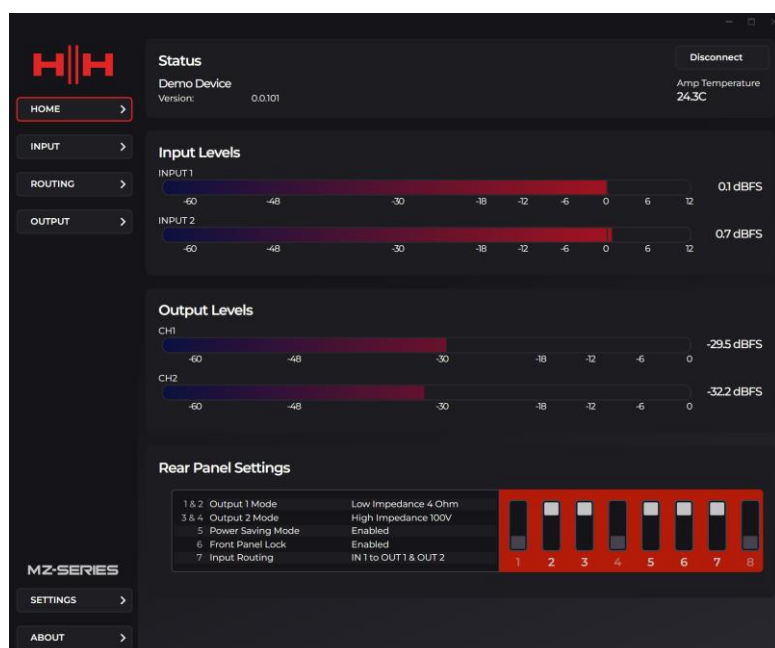 H||H
Status
Disconnect
Demo Device
Version: 0.0.101
Amp Temperature
24.3C
HOME
INPUT
ROUTING
OUTPUT
Input Levels
INPUT 1
-60 -48 -30 -18 -12 -6 0 6 12
0.1 dBFS
INPUT 2
-60 -48 -30 -18 -12 -6 0 6 12
0.7 dBFS
Output Levels
CH1
-60 -48 -30 -18 -12 -6 0
-29.5 dBFS
CH2
-60 -48 -30 -18 -12 -6 0
-32.2 dBFS
Rear Panel Settings
1 & 2 Output 1 Mode Low Impedance 4 Ohm
3 & 4 Output 2 Mode High Impedance 100V
5 Power Saving Mode Enabled
6 Front Panel Lock Enabled
7 Input Routing IN 1 to OUT 1 & OUT 2
1 2 3 4 5 6 7 8
MZ-SERIES
SETTINGS
ABOUT